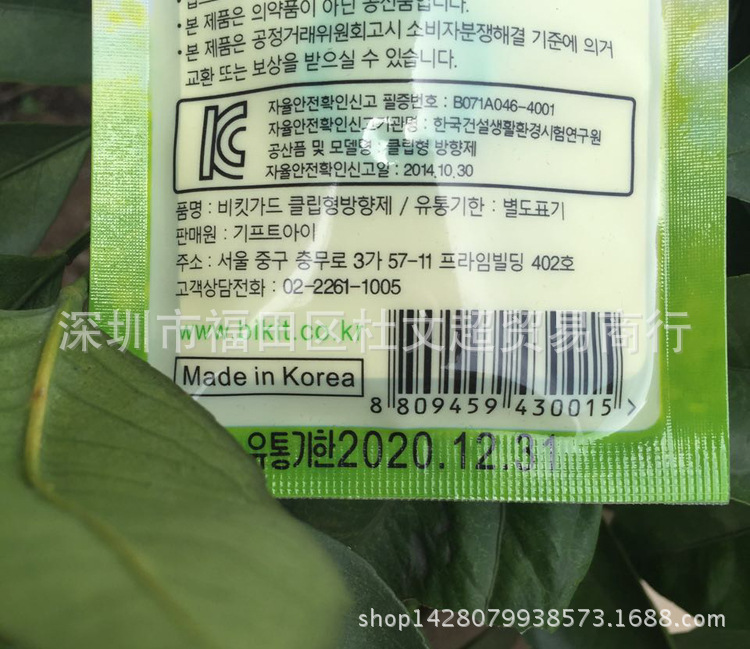 본 제품은 의약품이 아닌 공산품입니다.
• 본 제품은 공정거래위원회고시 소비자분쟁해결 기준에 의거
교환 또는 보상을 받으실 수 있습니다.
자율안전확인신고 필증번호 : B071A046-4001
자율안전확인신고기관명 : 한국건설생활환경시험연구원
공산품 및 모델명 : 클립형 방향제
자율안전확인신고일 : 2014.10.30
품명 : 비킷가드 클립형방향제 / 유통기한 : 별도표기
판매원 : 기프트아이
주소 : 서울 중구 충무로 3가 57-11 프라임빌딩 402호
고객상담전화 : 02-2261-1005
深圳市福田区杜文超贸易商行
www.bikit.co.kr
Made in Korea
8 809459 430015 >
유통기한2020.12.31
shop1428079938573.1688.com